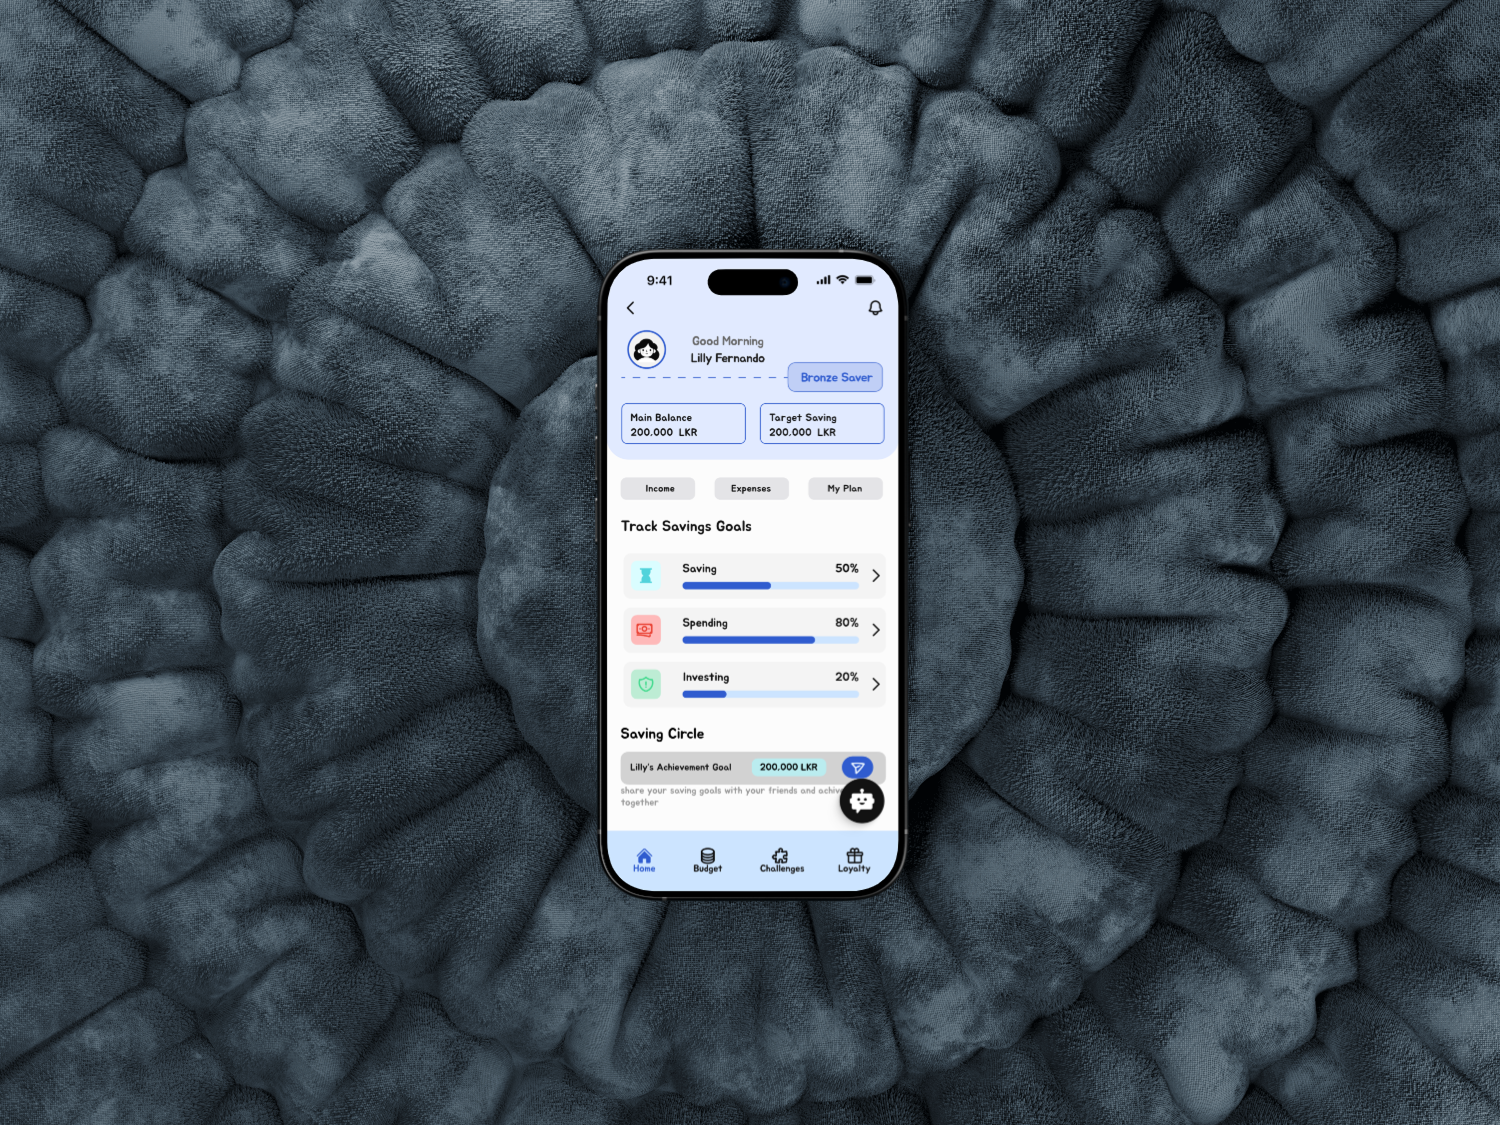 9:41
Good Morning
Lilly Fernando
Bronze Saver
Main Balance
200.000 LKR
Target Saving
200.000 LKR
Income
Expenses
My Plan
Track Savings Goals
Saving
50%
Spending
80%
Investing
20%
Saving Circle
Lilly's Achievement Goal
200.000 LKR
share your saving goals with your friends and
together
Home
Budget
Challenges
Loyalty